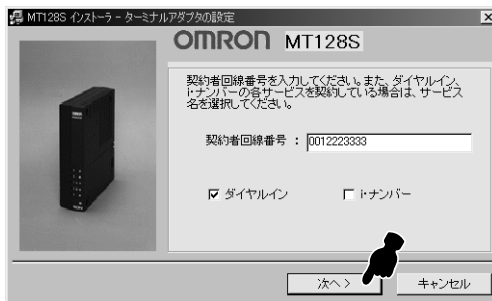 MT128S インストーラ - ターミナルアダプタの設定
OMRON MT128S
契約者回線番号を入力してください。また、ダイヤルイン、
i・ナンバーの各サービスを契約している場合は、サービス
名を選択してください。
契約者回線番号 : 0012223333
ダイヤルイン i・ナンバー
次へ > キャンセル